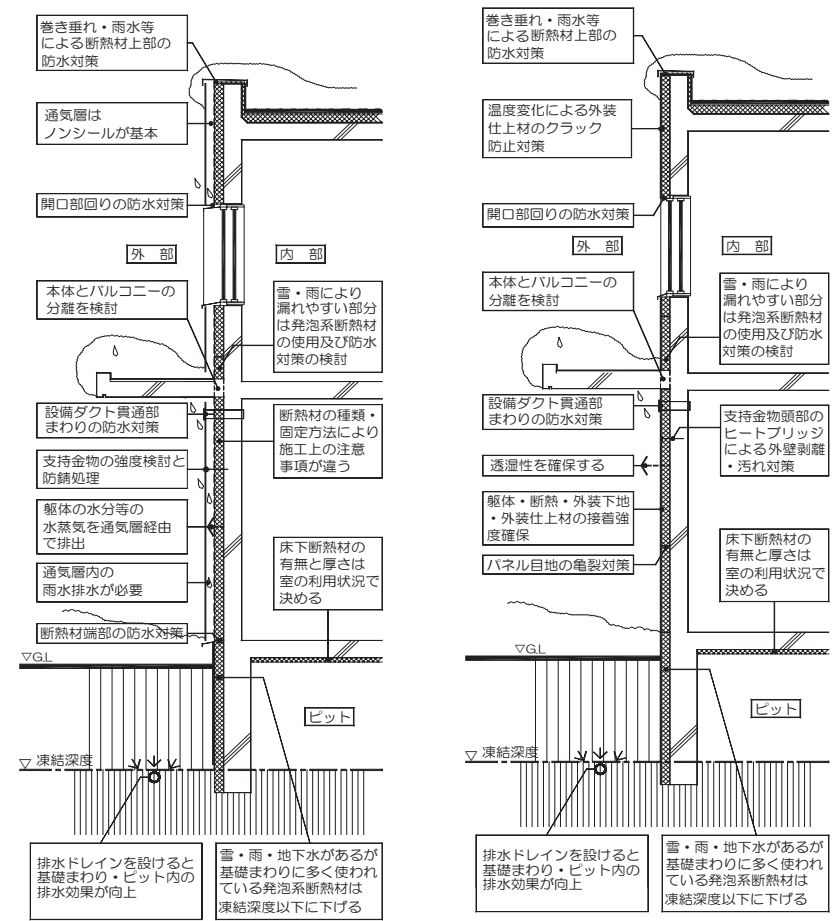 巻き垂れ・雨水等
による断熱材上部の
防水対策
通気層は
ノンシールが基本
開口部回りの防水対策
外　部
内　部
本体とバルコニーの
分離を検討
雪・雨により
漏れやすい部分
は発泡系断熱材
の使用及び防水
対策の検討
設備ダクト貫通部
まわりの防水対策
断熱材の種類・
固定方法により
施工上の注意
事項が違う
支持金物の強度検討と
防錆処理
躯体の水分等の
水蒸気を通気層経由
で排出
床下断熱材の
有無と厚さは
室の利用状況で
決める
通気層内の
雨水排水が必要
断熱材端部の防水対策
▽G.L
ピット
▽ 凍結深度
排水ドレインを設けると
基礎まわり・ピット内の
排水効果が向上
雪・雨・地下水があるが
基礎まわりに多く使われ
ている発泡系断熱材は
凍結深度以下に下げる
巻き垂れ・雨水等
による断熱材上部の
防水対策
温度変化による外装
仕上材のクラック
防止対策
開口部回りの防水対策
外　部
内　部
本体とバルコニーの
分離を検討
雪・雨により
漏れやすい部分
は発泡系断熱材
の使用及び防水
対策の検討
設備ダクト貫通部
まわりの防水対策
支持金物頭部の
ヒートブリッジ
による外壁剥離
・汚れ対策
透湿性を確保する
躯体・断熱・外装下地
・外装仕上材の接着強
度確保
床下断熱材の
有無と厚さは
室の利用状況で
決める
パネル目地の亀裂対策
▽G.L
ピット
▽ 凍結深度
排水ドレインを設けると
基礎まわり・ピット内の
排水効果が向上
雪・雨・地下水があるが
基礎まわりに多く使われ
ている発泡系断熱材は
凍結深度以下に下げる